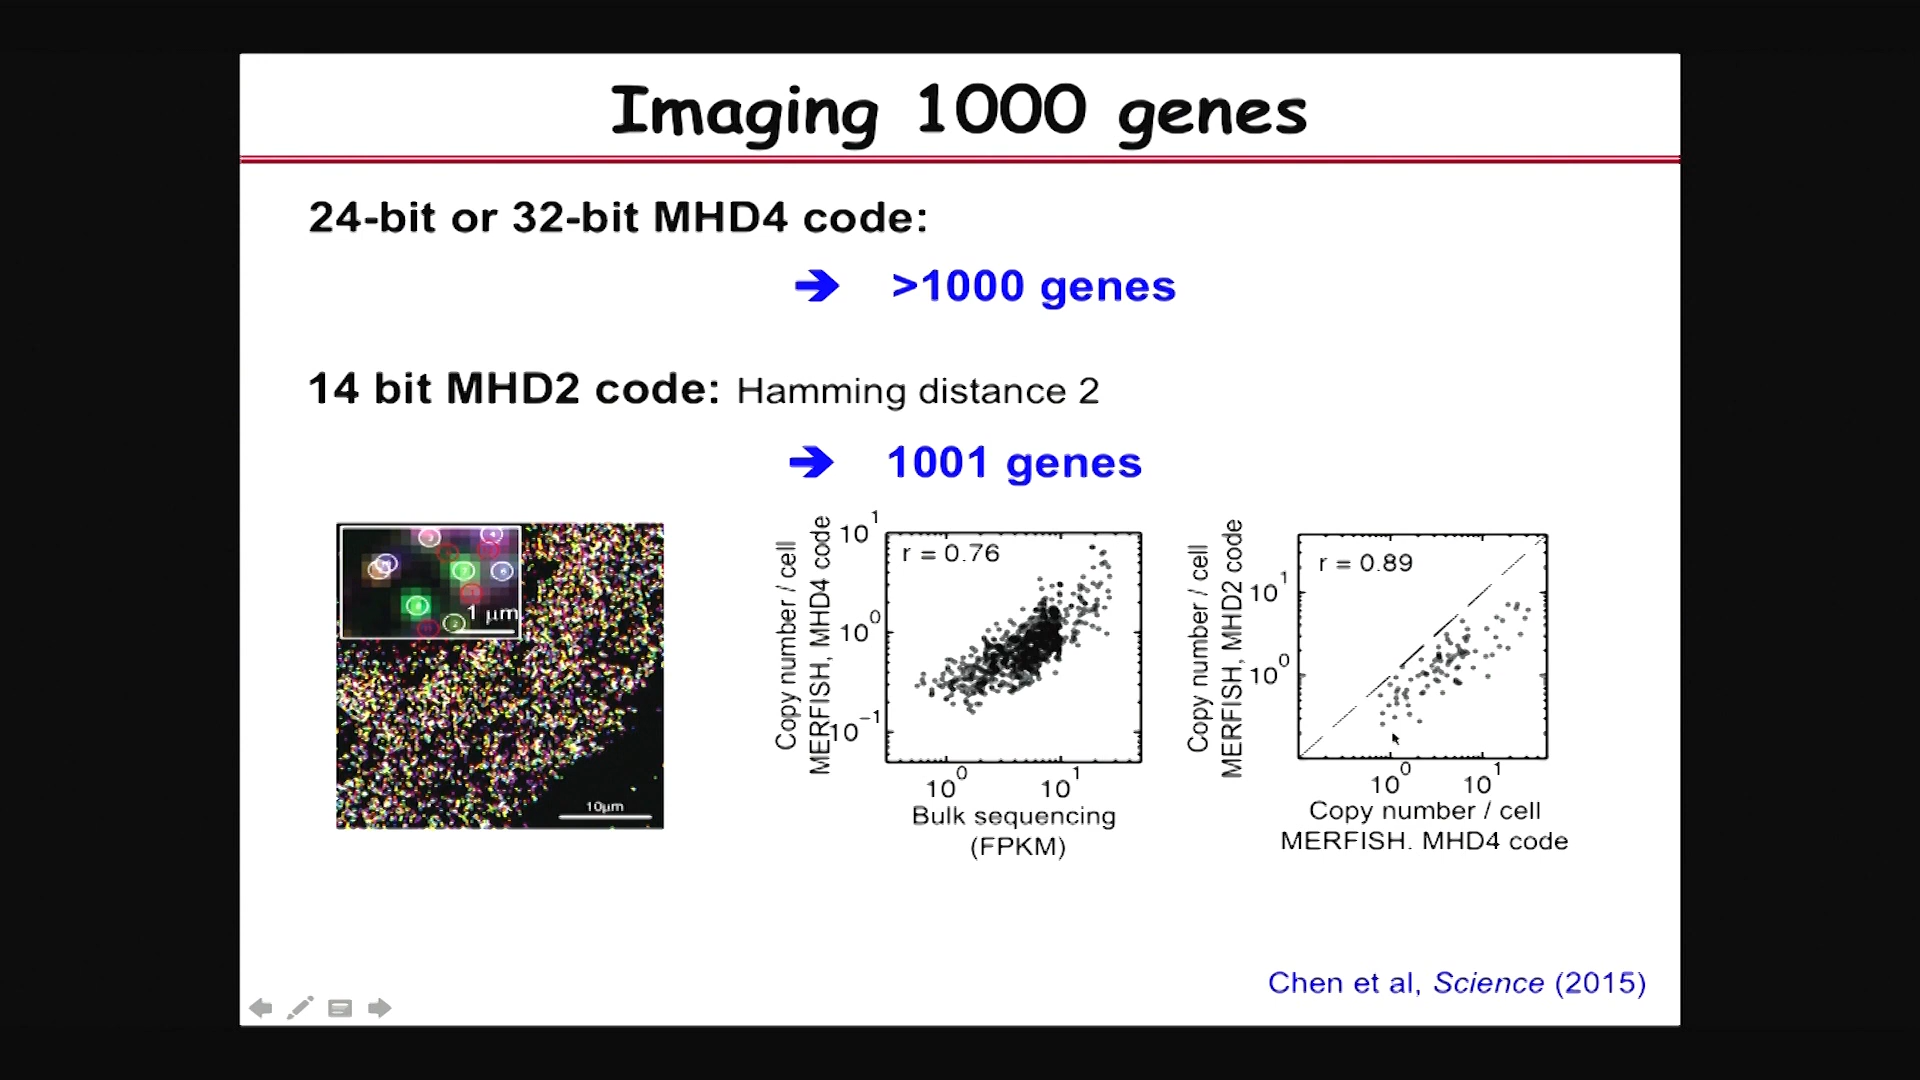 Imaging 1000 genes
24-bit or 32-bit MHD4 code:
➔ >1000 genes
14 bit MHD2 code: Hamming distance 2
➔ 1001 genes
1 μm
10μm
Copy number / cell
MERFISH, MHD4 code
10^1
10^0
10^-1
r = 0.76
10^0 10^1
Bulk sequencing
(FPKM)
Copy number / cell
MERFISH, MHD2 code
10^1
10^0
r = 0.89
10^0 10^1
Copy number / cell
MERFISH. MHD4 code
Chen et al, Science (2015)